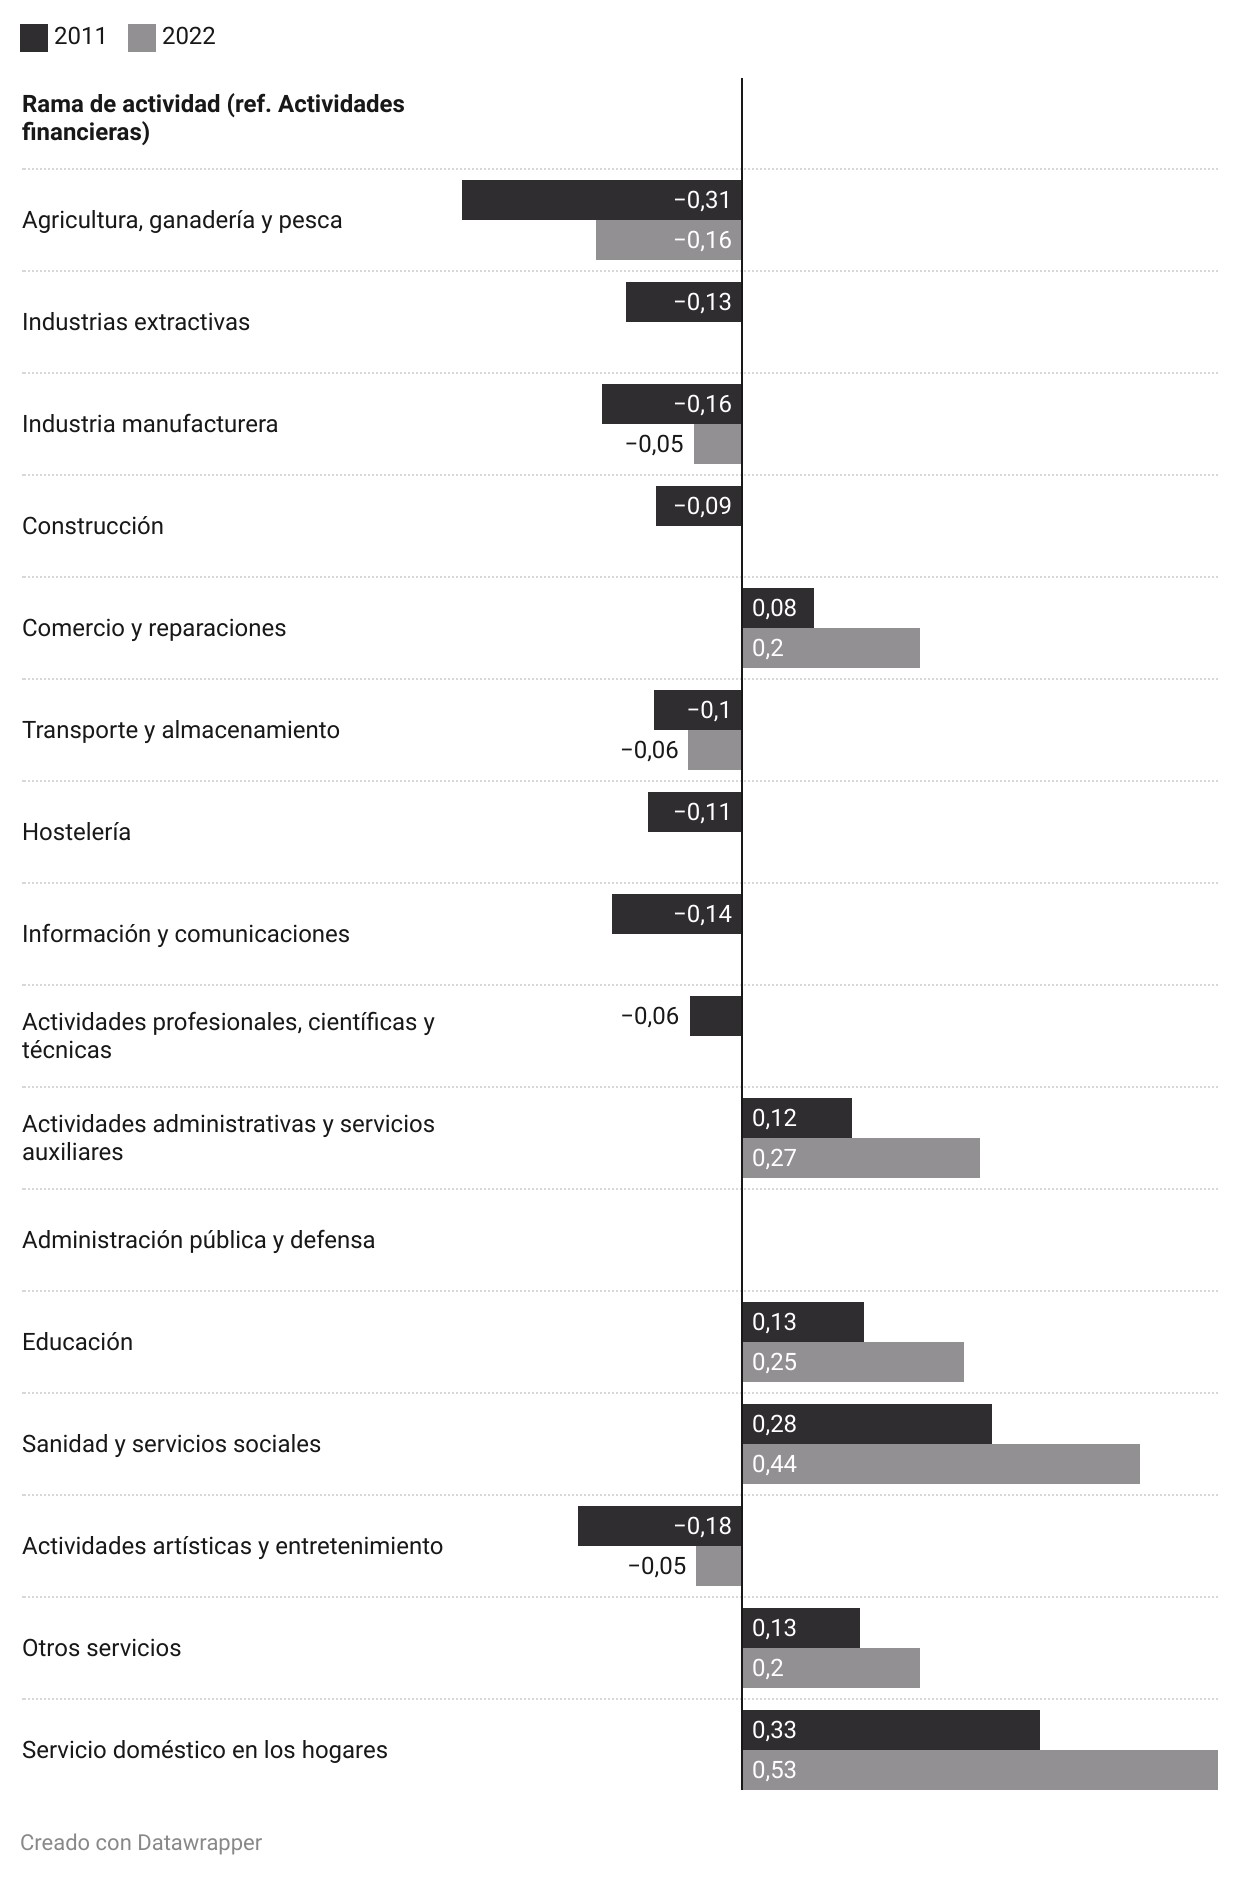 2011 2022
Rama de actividad (ref. Actividades
financieras)
Agricultura, ganadería y pesca
−0,31
−0,16
Industrias extractivas
−0,13
Industria manufacturera
−0,16
−0,05
Construcción
−0,09
Comercio y reparaciones
0,08
0,2
Transporte y almacenamiento
−0,1
−0,06
Hostelería
−0,11
Información y comunicaciones
−0,14
Actividades profesionales, científicas y
técnicas
−0,06
Actividades administrativas y servicios
auxiliares
0,12
0,27
Administración pública y defensa
Educación
0,13
0,25
Sanidad y servicios sociales
0,28
0,44
Actividades artísticas y entretenimiento
−0,18
−0,05
Otros servicios
0,13
0,2
Servicio doméstico en los hogares
0,33
0,53
Creado con Datawrapper